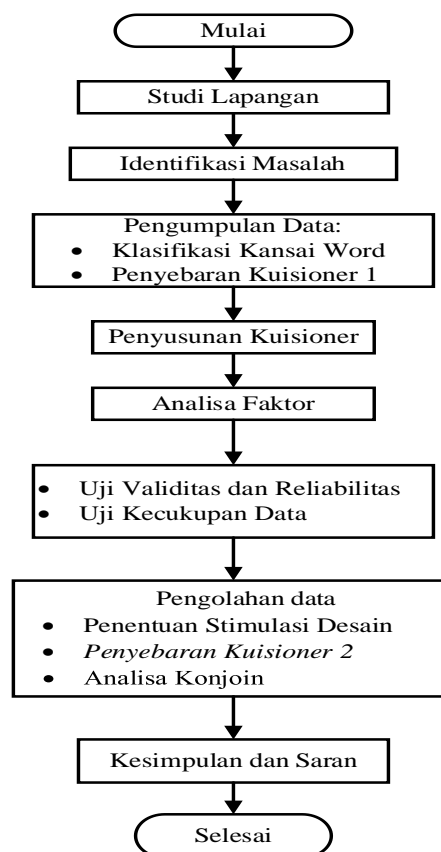 Mulai
Studi Lapangan
Identifikasi Masalah
Pengumpulan Data:
• Klasifikasi Kansai Word
• Penyebaran Kuisioner 1
Penyusunan Kuisioner
Analisa Faktor
• Uji Validitas dan Reliabilitas
• Uji Kecukupan Data
Pengolahan data
• Penentuan Stimulasi Desain
• Penyebaran Kuisioner 2
• Analisa Konjoin
Kesimpulan dan Saran
Selesai